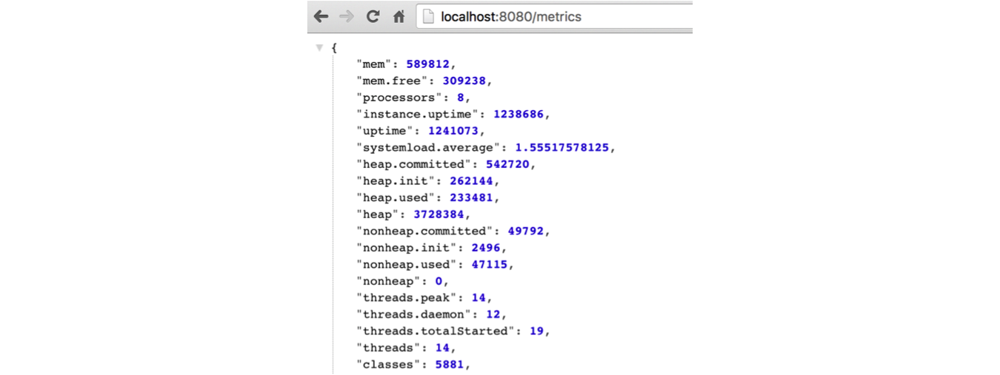 localhost:8080/metrics
{
"mem": 589812,
"mem.free": 309238,
"processors": 8,
"instance.uptime": 1238686,
"uptime": 1241073,
"systemload.average": 1.55517578125,
"heap.committed": 542720,
"heap.init": 262144,
"heap.used": 233481,
"heap": 3728384,
"nonheap.committed": 49792,
"nonheap.init": 2496,
"nonheap.used": 47115,
"nonheap": 0,
"threads.peak": 14,
"threads.daemon": 12,
"threads.totalStarted": 19,
"threads": 14,
"classes": 5881,